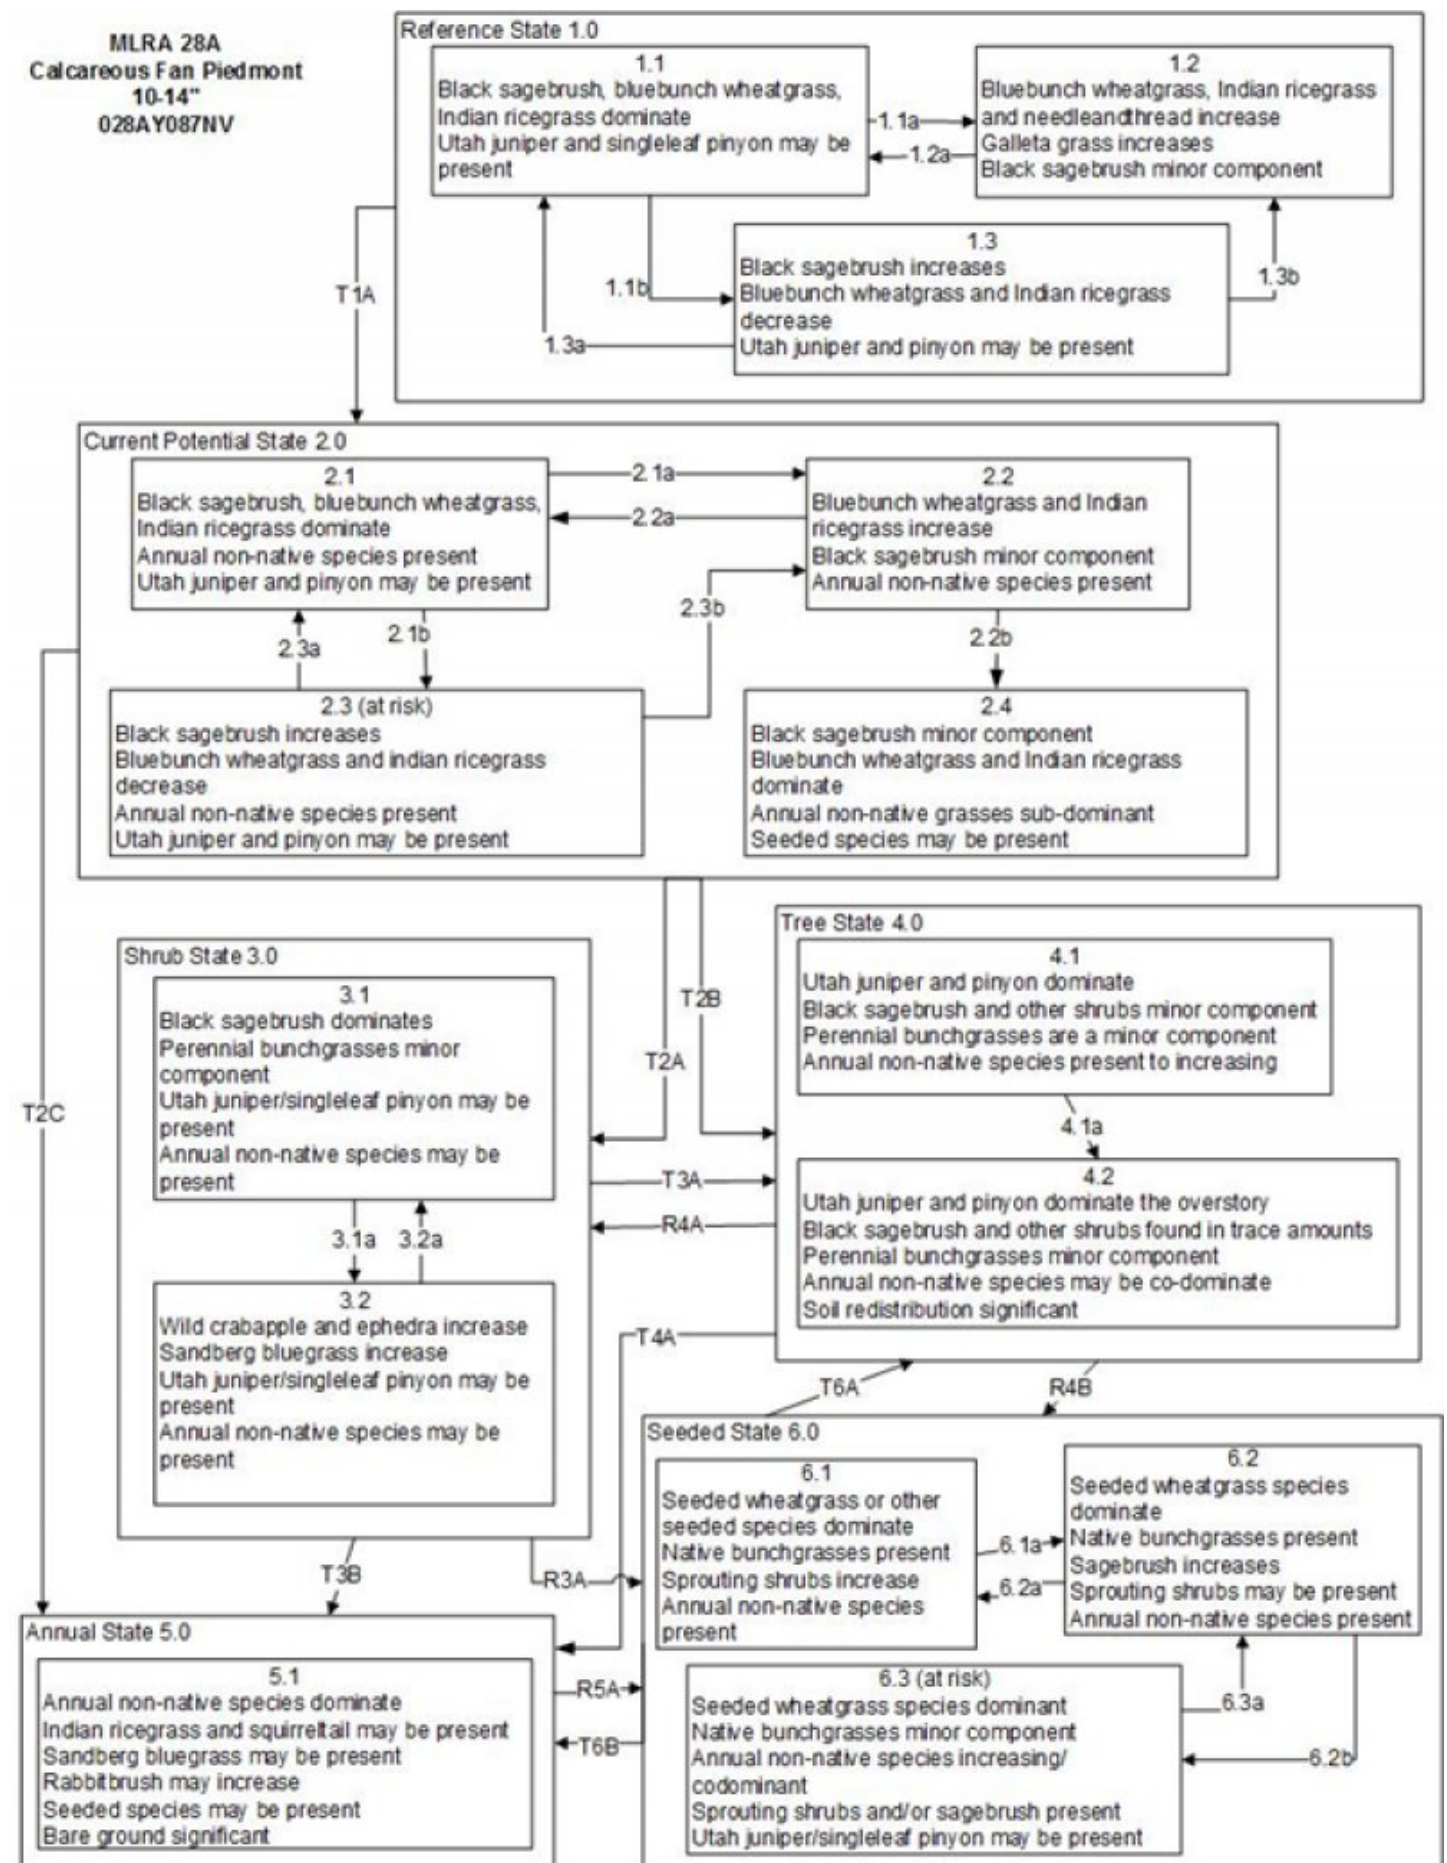 MLRA 28A
Calcareous Fan Piedmont
10-14"
028AY087NV
Reference State 1.0
1.1
Black sagebrush, bluebunch wheatgrass,
Indian ricegrass dominate
Utah juniper and singleleaf pinyon may be
present
1.1a
1.2a
1.2
Bluebunch wheatgrass, Indian ricegrass
and needleandthread increase
Galleta grass increases
Black sagebrush minor component
1.3
Black sagebrush increases
Bluebunch wheatgrass and Indian ricegrass
decrease
Utah juniper and pinyon may be present
1.1b
1.3a
1.3b
T1A
Current Potential State 2.0
2.1
Black sagebrush, bluebunch wheatgrass,
Indian ricegrass dominate
Annual non-native species present
Utah juniper and pinyon may be present
2.1a
2.2a
2.2
Bluebunch wheatgrass and Indian
ricegrass increase
Black sagebrush minor component
Annual non-native species present
2.3a
2.1b
2.3b
2.2b
2.3 (at risk)
Black sagebrush increases
Bluebunch wheatgrass and indian ricegrass
decrease
Annual non-native species present
Utah juniper and pinyon may be present
2.4
Black sagebrush minor component
Bluebunch wheatgrass and Indian ricegrass
dominate
Annual non-native grasses sub-dominant
Seeded species may be present
T2C
T2A
T2B
Shrub State 3.0
3.1
Black sagebrush dominates
Perennial bunchgrasses minor
component
Utah juniper/singleleaf pinyon may be
present
Annual non-native species may be
present
3.1a
3.2a
3.2
Wild crabapple and ephedra increase
Sandberg bluegrass increase
Utah juniper/singleleaf pinyon may be
present
Annual non-native species may be
present
Tree State 4.0
4.1
Utah juniper and pinyon dominate
Black sagebrush and other shrubs minor component
Perennial bunchgrasses are a minor component
Annual non-native species present to increasing
4.1a
4.2
Utah juniper and pinyon dominate the overstory
Black sagebrush and other shrubs found in trace amounts
Perennial bunchgrasses minor component
Annual non-native species may be co-dominate
Soil redistribution significant
T3A
R4A
T4A
T6A
R4B
T3B
R3A
Annual State 5.0
5.1
Annual non-native species dominate
Indian ricegrass and squirreltail may be present
Sandberg bluegrass may be present
Rabbitbrush may increase
Seeded species may be present
Bare ground significant
R5A
T6B
Seeded State 6.0
6.1
Seeded wheatgrass or other
seeded species dominate
Native bunchgrasses present
Sprouting shrubs increase
Annual non-native species
present
6.1a
6.2a
6.2
Seeded wheatgrass species
dominate
Native bunchgrasses present
Sagebrush increases
Sprouting shrubs may be present
Annual non-native species present
6.3 (at risk)
Seeded wheatgrass species dominant
Native bunchgrasses minor component
Annual non-native species increasing/
codominant
Sprouting shrubs and/or sagebrush present
Utah juniper/singleleaf pinyon may be present
6.3a
6.2b